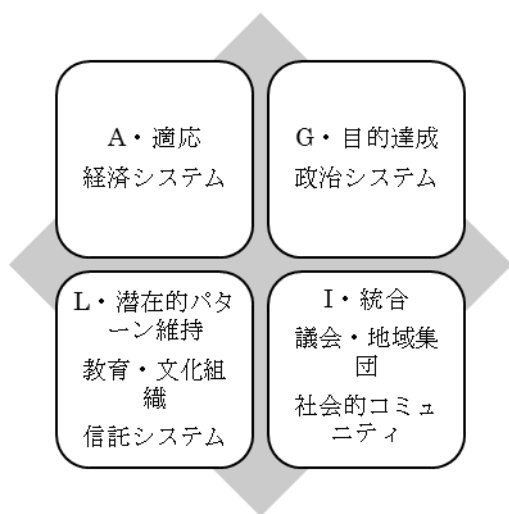 A・適応
経済システム
G・目的達成
政治システム
L・潜在的パタ
ーン維持
教育・文化組
織
信託システム
I・統合
議会・地域集
団
社会的コミュ
ニティ